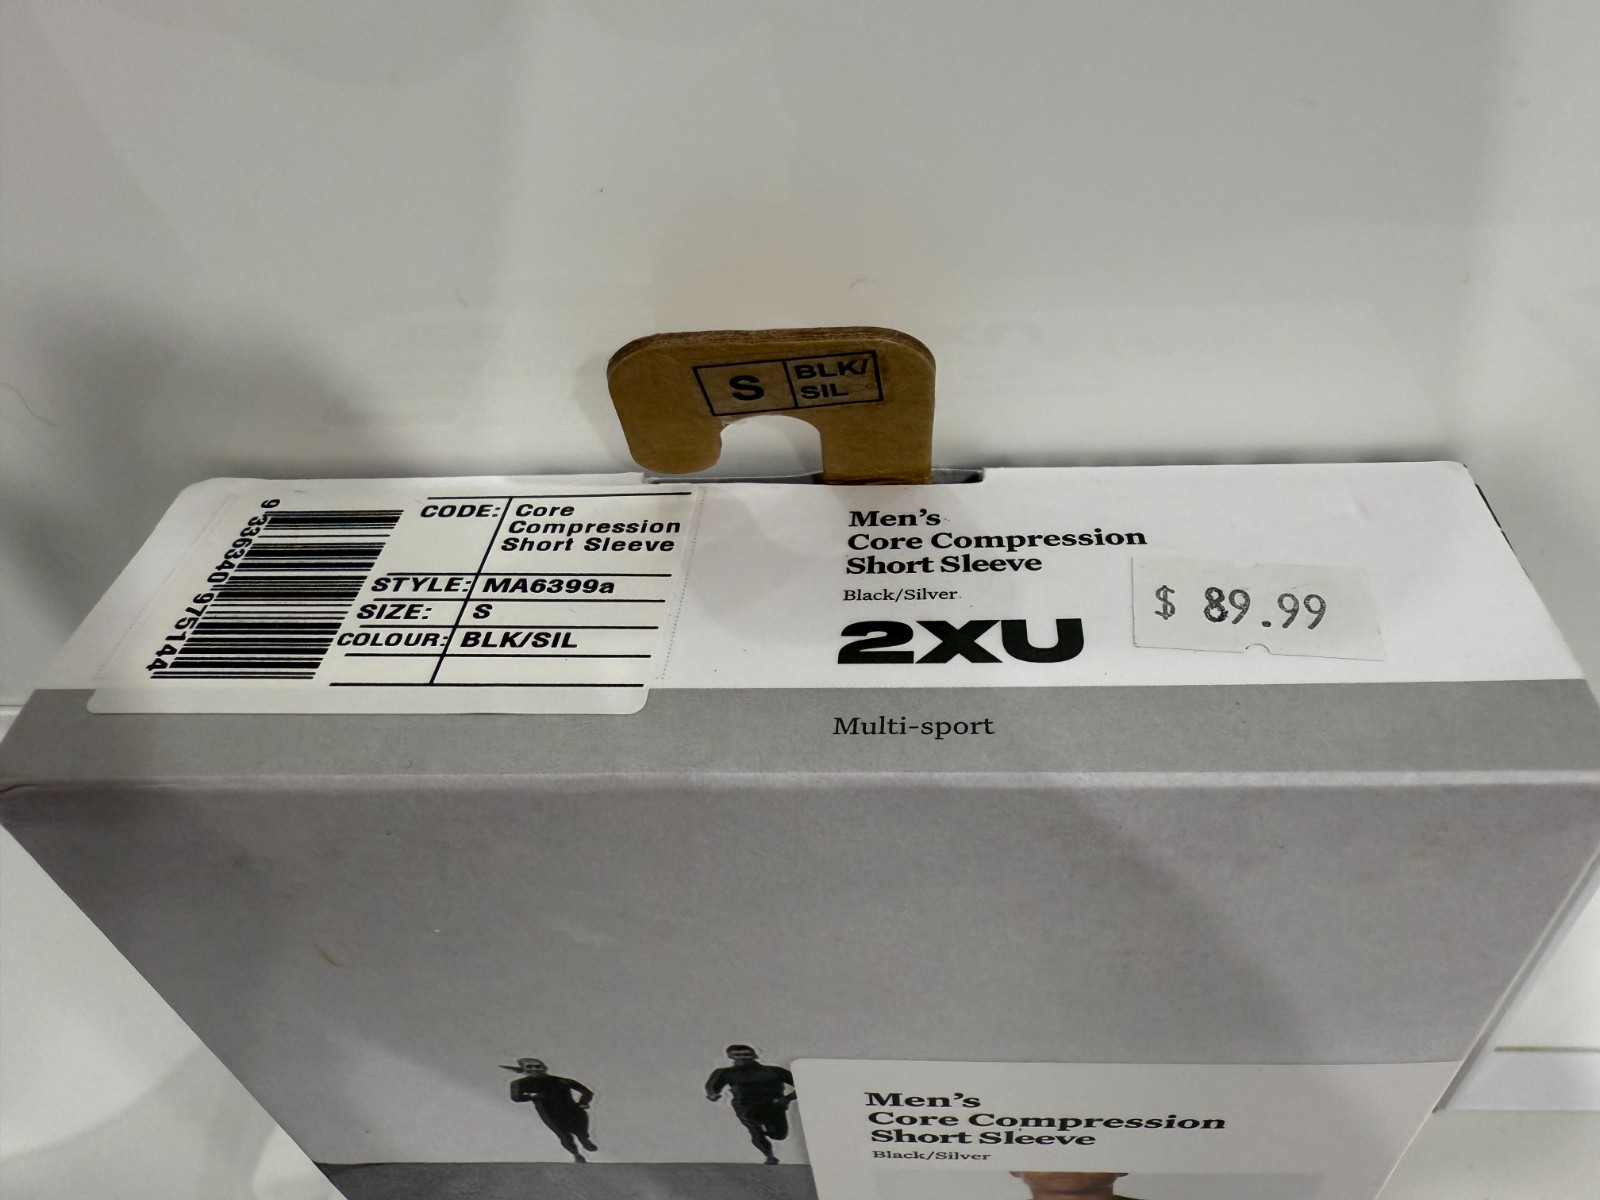 S
BLK/
SIL
9 336340 975144
CODE: Core
Compression
Short Sleeve
STYLE: MA6399a
SIZE: S
COLOUR: BLK/SIL
Men's
Core Compression
Short Sleeve
Black/Silver
2XU
$ 89.99
Multi-sport
Men's
Core Compression
Short Sleeve
Black/Silver